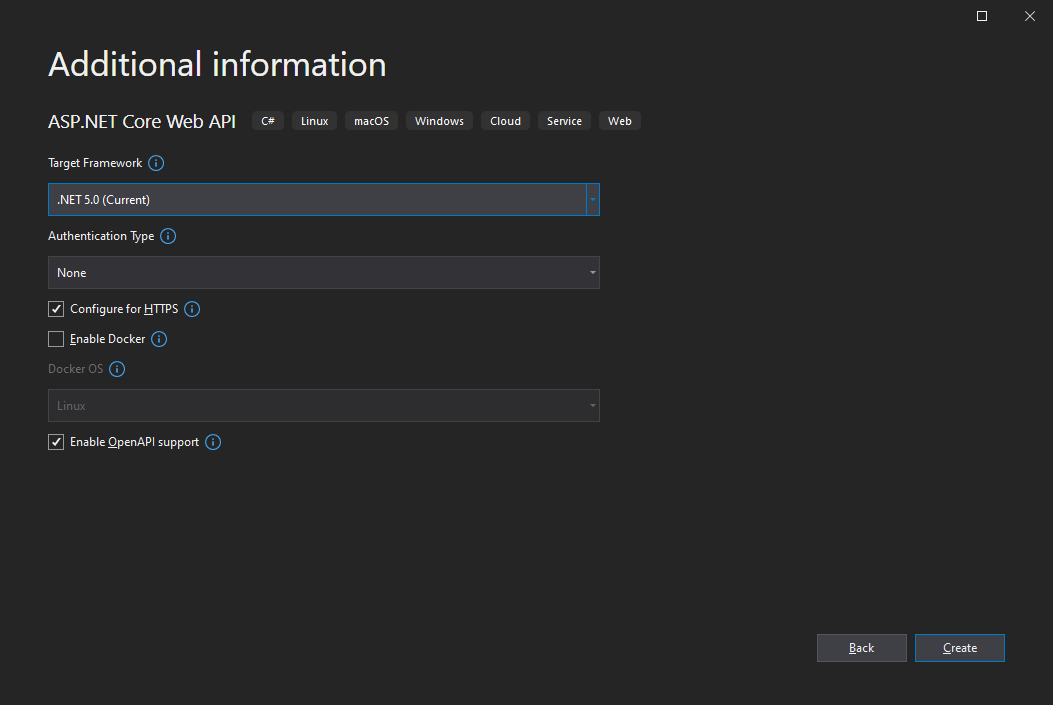 Additional information
ASP.NET Core Web API C# Linux macOS Windows Cloud Service Web
Target Framework
.NET 5.0 (Current)
Authentication Type
None
Configure for HTTPS
Enable Docker
Docker OS
Linux
Enable OpenAPI support
Back Create